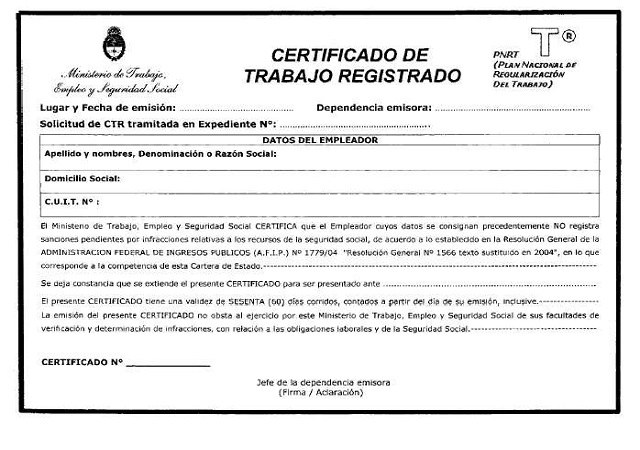 CERTIFICADO DE
TRABAJO REGISTRADO
Ministerio de Trabajo,
Empleo y Seguridad Social
T®
PNRT
(PLAN NACIONAL DE
REGULARIZACIÓN
DEL TRABAJO)
Lugar y Fecha de emisión: .............................. Dependencia emisora: ..........................................
Solicitud de CTR tramitada en Expediente Nº: ........................................
DATOS DEL EMPLEADOR
Apellido y nombres, Denominación o Razón Social:
Domicilio Social:
C.U.I.T. Nº :
El Ministerio de Trabajo, Empleo y Seguridad Social CERTIFICA que el Empleador cuyos datos se consignan precedentemente NO registra
sanciones pendientes por infracciones relativas a los recursos de la seguridad social, de acuerdo a lo establecido en la Resolución General de la
ADMINISTRACION FEDERAL DE INGRESOS PUBLICOS (A.F.I.P.) Nº 1779/04 "Resolución General Nº 1566 texto sustituido en 2004", en lo que
corresponde a la competencia de esta Cartera de Estado.----------------------------------------
Se deja constancia que se extiende el presente CERTIFICADO para ser presentado ante ........................................................
El presente CERTIFICADO tiene una validez de SESENTA (60) días corridos, contados a partir del día de su emisión, inclusive.------------------
La emisión del presente CERTIFICADO no obsta al ejercicio por este Ministerio de Trabajo, Empleo y Seguridad Social de sus facultades de
verificación y determinación de infracciones, con relación a las obligaciones laborales y de la Seguridad Social.----------------------------
CERTIFICADO Nº ______________
Jefe de la dependencia emisora
(Firma / Aclaración)